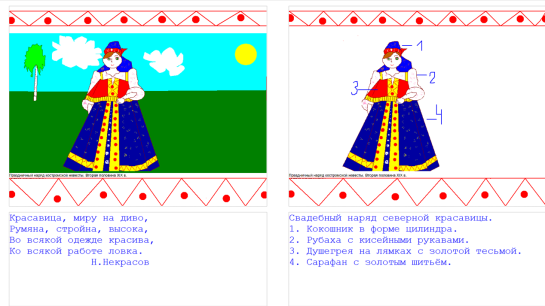 Праздничный наряд костромской невесты. Вторая половина XIX в.
Красавица, миру на диво,
Румяна, стройна, высока,
Во всякой одежде красива,
Ко всякой работе ловка.
Н.Некрасов
1
2
3
4
Праздничный наряд костромской невесты. Вторая половина XIX в.
Свадебный наряд северной красавицы.
1. Кокошник в форме цилиндра.
2. Рубаха с кисейными рукавами.
3. Душегрея на лямках с золотой тесьмой.
4. Сарафан с золотым шитьём.